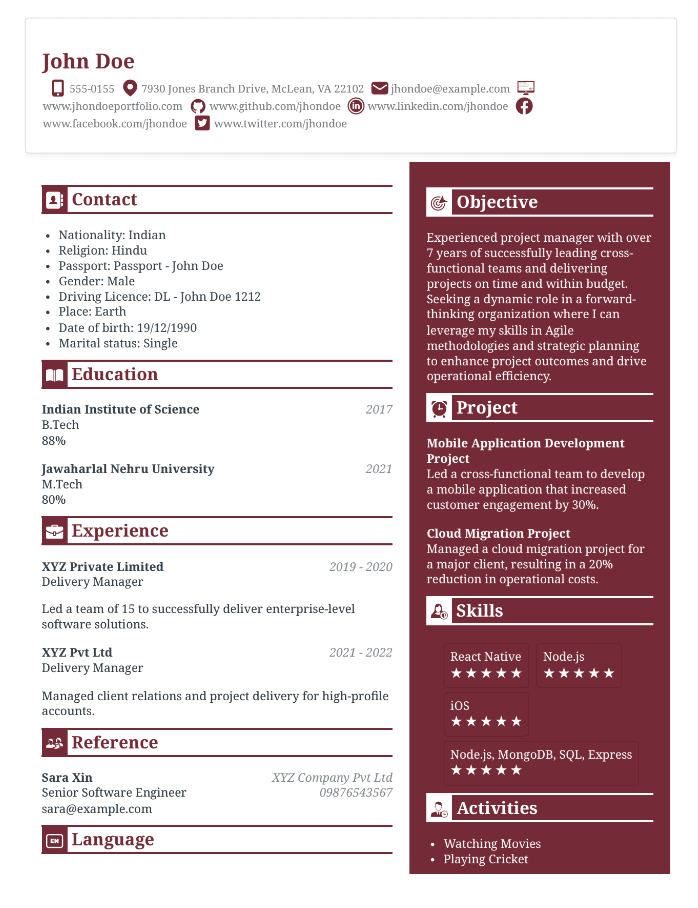 John Doe
555-0155 7930 Jones Branch Drive, McLean, VA 22102 jhondoe@example.com
www.jhondoeportfolio.com www.github.com/jhondoe www.linkedin.com/jhondoe
www.facebook.com/jhondoe www.twitter.com/jhondoe
Contact
• Nationality: Indian
• Religion: Hindu
• Passport: Passport - John Doe
• Gender: Male
• Driving Licence: DL - John Doe 1212
• Place: Earth
• Date of birth: 19/12/1990
• Marital status: Single
Education
Indian Institute of Science 2017
B.Tech
88%
Jawaharlal Nehru University 2021
M.Tech
80%
Experience
XYZ Private Limited 2019 - 2020
Delivery Manager
Led a team of 15 to successfully deliver enterprise-level
software solutions.
XYZ Pvt Ltd 2021 - 2022
Delivery Manager
Managed client relations and project delivery for high-profile
accounts.
Reference
Sara Xin XYZ Company Pvt Ltd
Senior Software Engineer 09876543567
sara@example.com
Language
Objective
Experienced project manager with over
7 years of successfully leading cross-
functional teams and delivering
projects on time and within budget.
Seeking a dynamic role in a forward-
thinking organization where I can
leverage my skills in Agile
methodologies and strategic planning
to enhance project outcomes and drive
operational efficiency.
Project
Mobile Application Development
Project
Led a cross-functional team to develop
a mobile application that increased
customer engagement by 30%.
Cloud Migration Project
Managed a cloud migration project for
a major client, resulting in a 20%
reduction in operational costs.
Skills
React Native Node.js
★★★★★ ★★★★★
iOS
★★★★★
Node.js, MongoDB, SQL, Express
★★★★★
Activities
• Watching Movies
• Playing Cricket